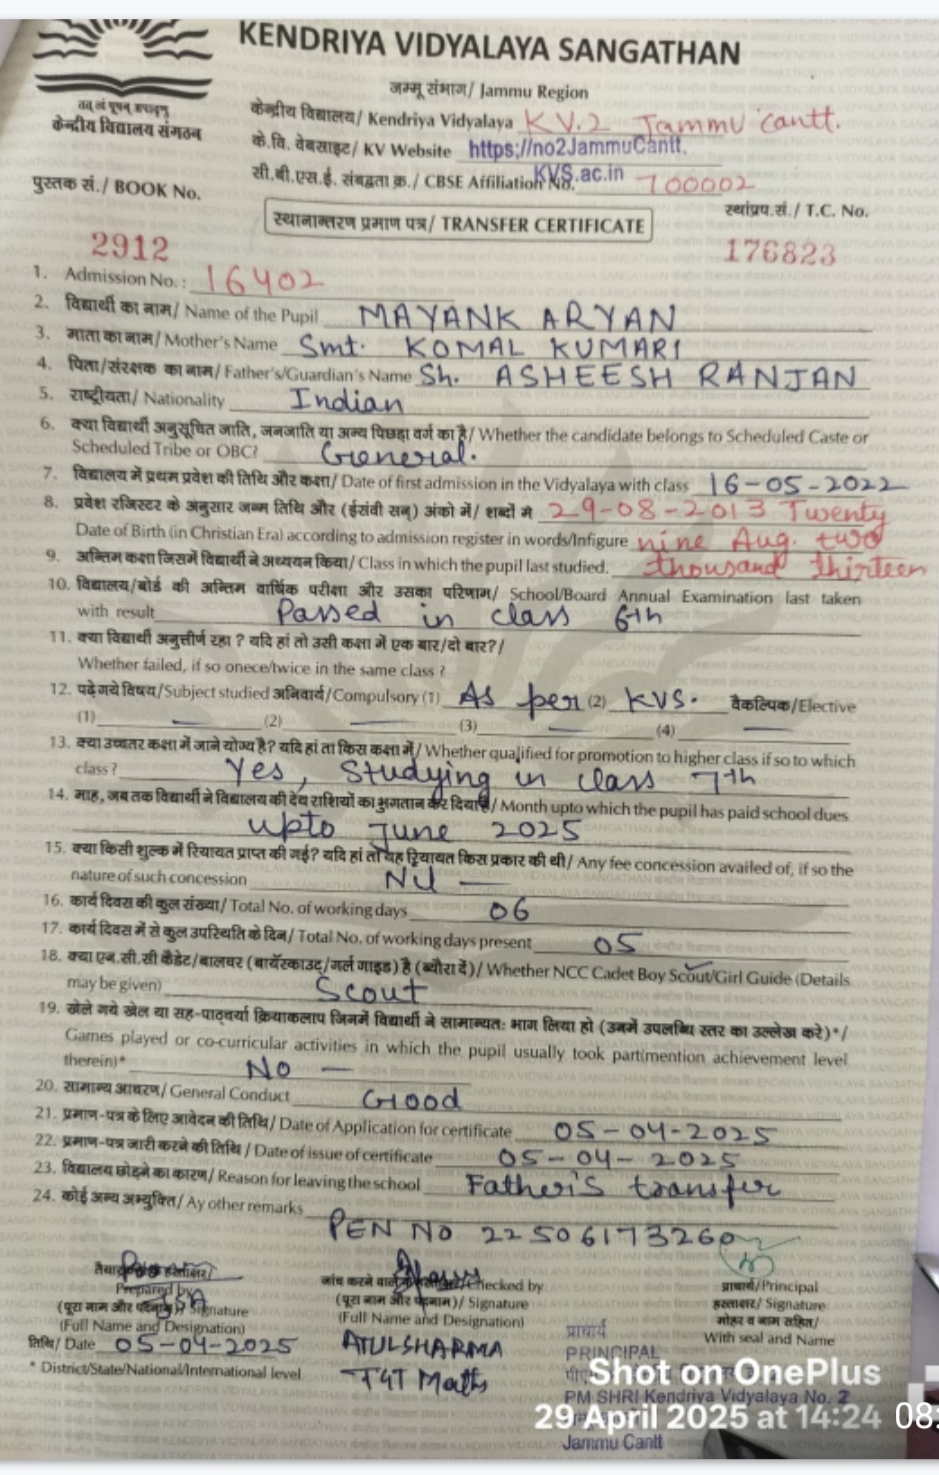 KENDRIYA VIDYALAYA SANGATHAN
केन्द्रीय विद्यालय संगठन
जम्मू संभाग/ Jammu Region
केन्द्रीय विद्यालय/ Kendriya Vidyalaya K.V.2 Jammu Cantt.
के.वि. वेबसाइट/ KV Website https://no2JammuCantt.
KVS.ac.in
सी.बी.एस.ई. संबद्धता क्र./ CBSE Affiliation No. 700002
पुस्तक सं./ BOOK No.
स्थानान्तरण प्रमाण पत्र/ TRANSFER CERTIFICATE
स्थांप्रप.सं./ T.C. No.
2912
176823
1. Admission No.: 16402
2. विद्यार्थी का नाम/ Name of the Pupil MAYANK ARYAN
3. माता का नाम/ Mother's Name Smt. KOMAL KUMARI
4. पिता/संरक्षक का नाम/ Father's/Guardian's Name Sh. ASHEESH RANJAN
5. राष्ट्रीयता/ Nationality Indian
6. क्या विद्यार्थी अनुसूचित जाति, जनजाति या अन्य पिछड़ा वर्ग का है/ Whether the candidate belongs to Scheduled Caste or
Scheduled Tribe or OBC? General.
7. विद्यालय में प्रथम प्रवेश की तिथि और कक्षा/ Date of first admission in the Vidyalaya with class 16-05-2022
8. प्रवेश रजिस्टर के अनुसार जन्म तिथि और (ईसंवी सन्) अंको में/ शब्दों मे 29-08-2013 Twenty
Date of Birth (in Christian Era) according to admission register in words/Infigure nine Aug. two
9. अन्तिम कक्षा जिसमें विद्यार्थी ने अध्ययन किया/ Class in which the pupil last studied. thousand thirteen
10. विद्यालय/बोर्ड की अन्तिम वार्षिक परीक्षा और उसका परिणाम/ School/Board Annual Examination last taken
with result Passed in class 6th
11. क्या विद्यार्थी अनुत्तीर्ण रहा ? यदि हां तो उसी कक्षा में एक बार/दो बार?/
Whether failed, if so onece/twice in the same class ?
12. पढ़े गये विषय/Subject studied अनिवार्य/Compulsory (1) As per (2) KVS. वैकल्पिक/Elective
(1) — (2) — (3) — (4) —
13. क्या उच्चतर कक्षा में जाने योग्य है? यदि हां ता किस कक्षा में/ Whether qualified for promotion to higher class if so to which
class ? Yes, Studying in class 7th
14. माह, जब तक विद्यार्थी ने विद्यालय की देय राशियों का भुगतान कर दिया है/ Month upto which the pupil has paid school dues
upto June 2025
15. क्या किसी शुल्क में रियायत प्राप्त की गई? यदि हां तो यह रियायत किस प्रकार की थी/ Any fee concession availed of, if so the
nature of such concession Nil —
16. कार्य दिवस की कुल संख्या/ Total No. of working days 06
17. कार्य दिवस में से कुल उपस्थिति के दिन/ Total No. of working days present 05
18. क्या एन.सी.सी कैडेट/बालचर (बायॅस्काउट/गर्ल गाइड) है (ब्यौरा दें)/ Whether NCC Cadet Boy Scout/Girl Guide (Details
may be given) Scout
19. खेले गये खेल या सह-पाठ्चर्या क्रियाकलाप जिनमें विद्यार्थी ने सामान्यत: भाग लिया हो (उनमें उपलब्धि स्तर का उल्लेख करे)*/
Games played or co-curricular activities in which the pupil usually took part(mention achievement level
therein)* No —
20. सामान्य आचरण/ General Conduct Good
21. प्रमाण-पत्र के लिए आवेदन की तिथि/ Date of Application for certificate 05-04-2025
22. प्रमाण-पत्र जारी करने की तिथि / Date of issue of certificate 05-04-2025
23. विद्यालय छोड़ने का कारण/ Reason for leaving the school Father's transfer
24. कोई अन्य अभ्युक्ति/ Ay other remarks
PEN NO 22506173260
Prepared by
(Full Name and Designation)
तिथि/ Date 05-04-2025
* District/State/National/International level
Checked by
(पूरा नाम और पदनाम)/ Signature
(Full Name and Designation)
ATULSHARMA
TGT Maths
प्राचार्य/Principal
हस्ताक्षर/ Signature
मोहर व नाम सहित/
With seal and Name
प्राचार्य
PRINCIPAL
PM SHRI Kendriya Vidyalaya No. 2
Jammu Cantt
Shot on OnePlus
29 April 2025 at 14:24